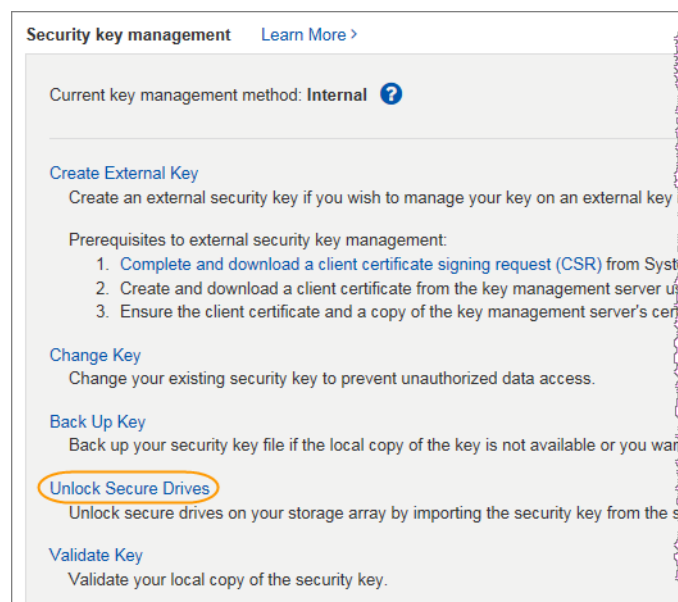 Security key management Learn More >
Current key management method: Internal ?
Create External Key
Create an external security key if you wish to manage your key on an external key
Prerequisites to external security key management:
1. Complete and download a client certificate signing request (CSR) from Syst
2. Create and download a client certificate from the key management server u
3. Ensure the client certificate and a copy of the key management server's cer
Change Key
Change your existing security key to prevent unauthorized data access.
Back Up Key
Back up your security key file if the local copy of the key is not available or you wan
Unlock Secure Drives
Unlock secure drives on your storage array by importing the security key from the s
Validate Key
Validate your local copy of the security key.